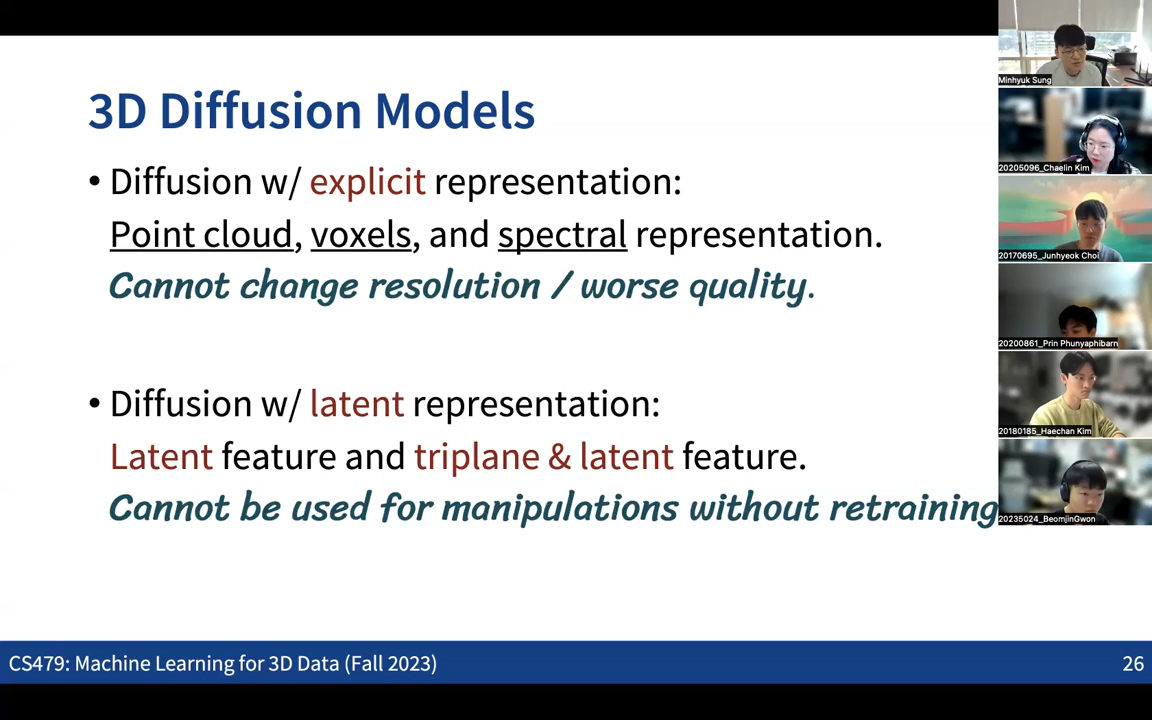 3D Diffusion Models
• Diffusion w/ explicit representation:
Point cloud, voxels, and spectral representation.
Cannot change resolution / worse quality.
• Diffusion w/ latent representation:
Latent feature and triplane & latent feature.
Cannot be used for manipulations without retraining
CS479: Machine Learning for 3D Data (Fall 2023)
26
Minhyuk Sung
20205096_Chaelin Kim
20170695_Junhyeok Choi
20200861_Prin Phunyaphibarn
20180185_Haechan Kim
20235024_BeomjinGwon